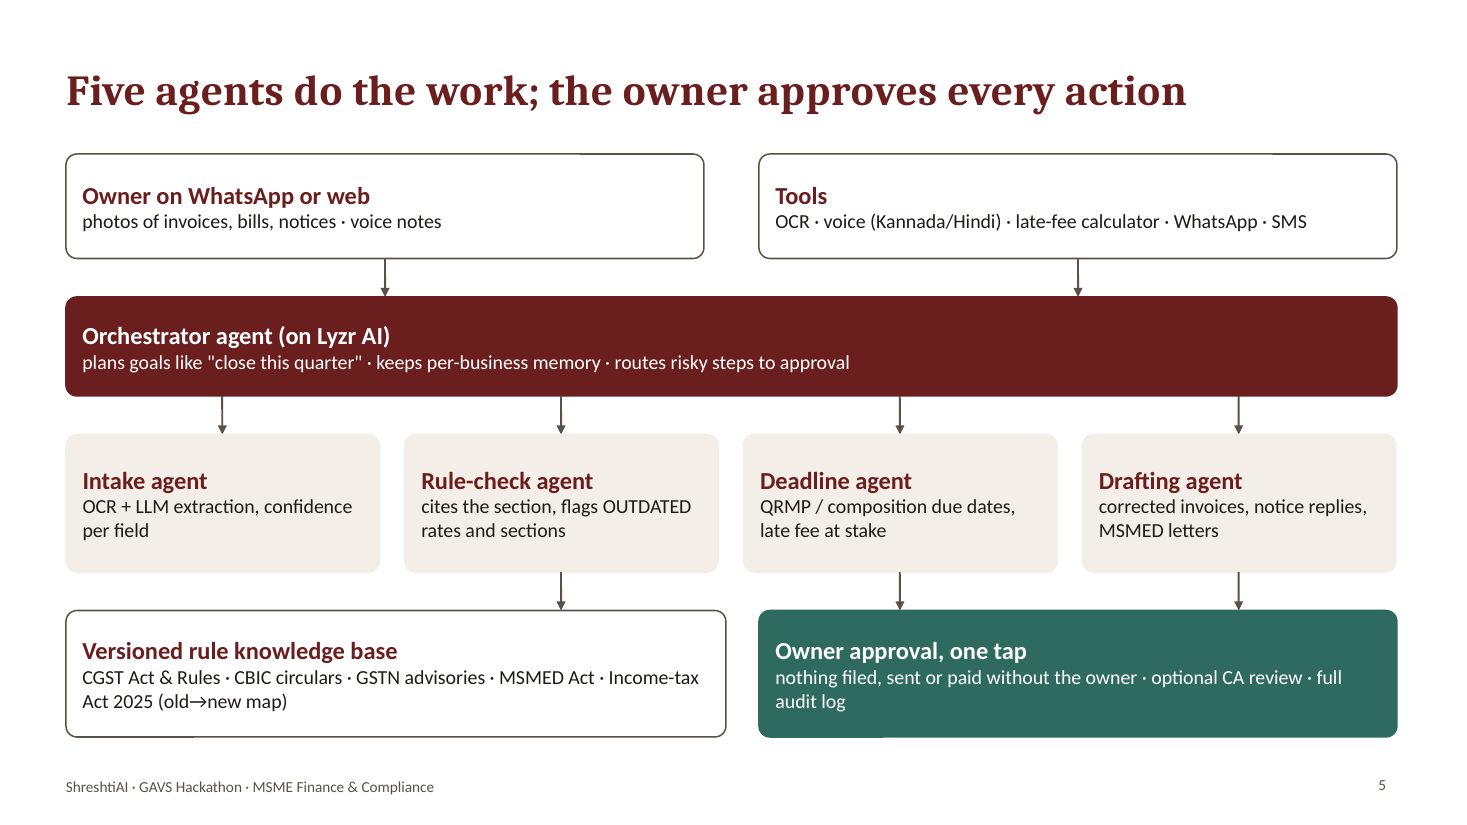 Five agents do the work; the owner approves every action
Owner on WhatsApp or web
photos of invoices, bills, notices · voice notes
Tools
OCR · voice (Kannada/Hindi) · late-fee calculator · WhatsApp · SMS
Orchestrator agent (on Lyzr AI)
plans goals like "close this quarter" · keeps per-business memory · routes risky steps to approval
Intake agent
OCR + LLM extraction, confidence
per field
Rule-check agent
cites the section, flags OUTDATED
rates and sections
Deadline agent
QRMP / composition due dates,
late fee at stake
Drafting agent
corrected invoices, notice replies,
MSMED letters
Versioned rule knowledge base
CGST Act & Rules · CBIC circulars · GSTN advisories · MSMED Act · Income-tax
Act 2025 (old→new map)
Owner approval, one tap
nothing filed, sent or paid without the owner · optional CA review · full
audit log
ShreshtiAI · GAVS Hackathon · MSME Finance & Compliance
5